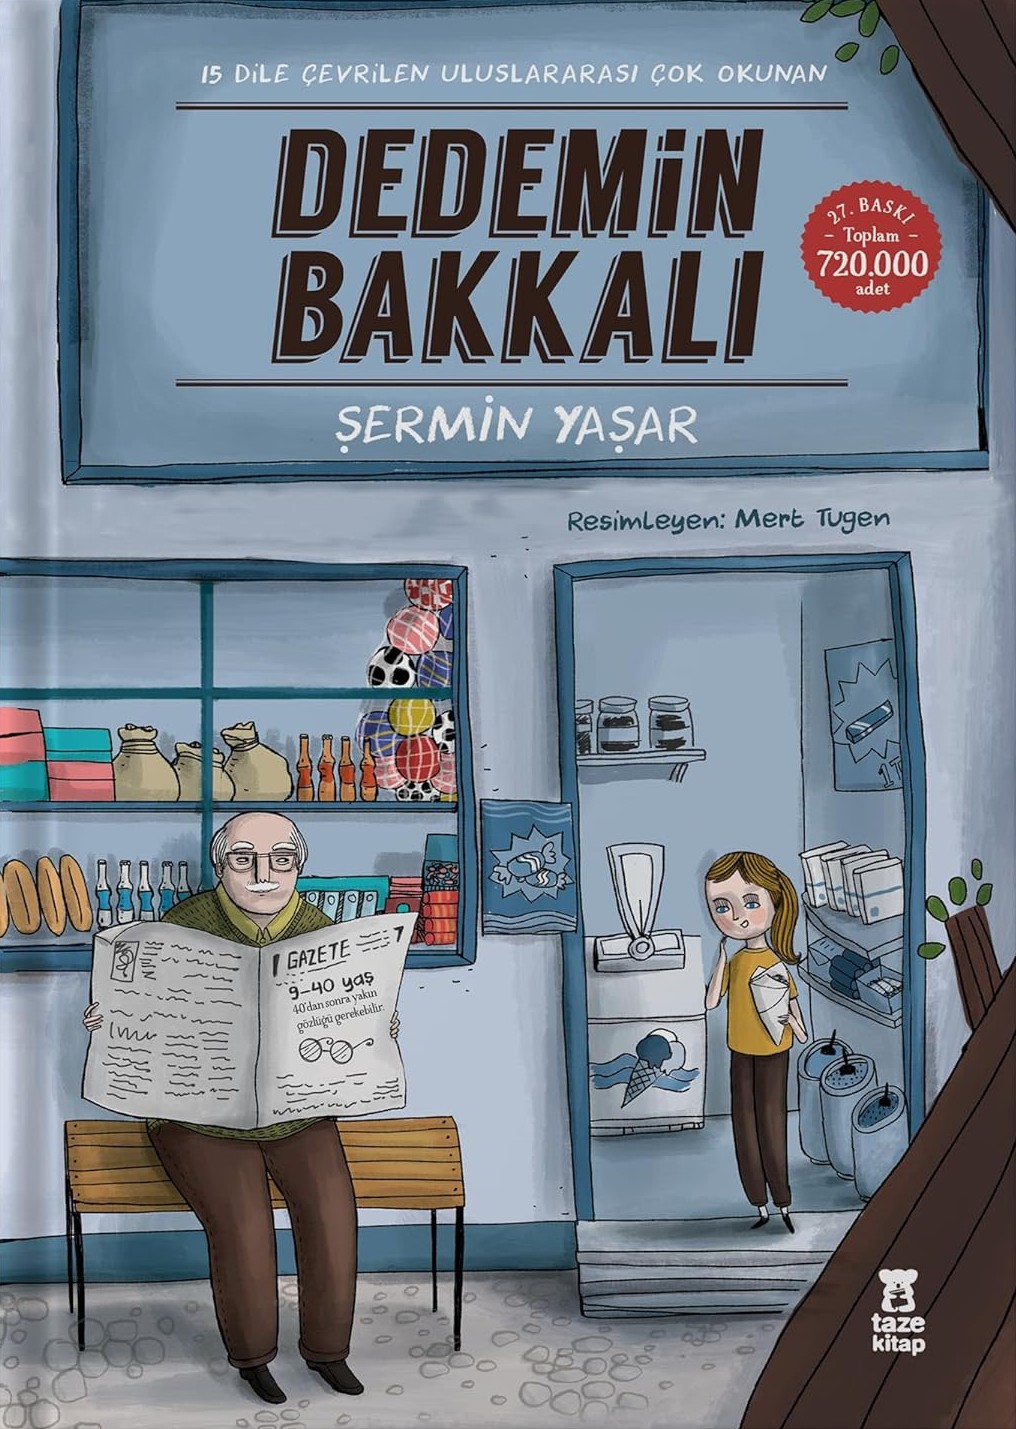 15 DİLE ÇEVRİLEN ULUSLARARASI ÇOK OKUNAN
DEDEMİN
BAKKALI
27. BASKI
– Toplam –
720.000
adet
ŞERMİN YAŞAR
Resimleyen: Mert Tugen
GAZETE
9–40 yaş
40'dan sonra yakın
gözlüğü gerekebilir.
taze
kitap